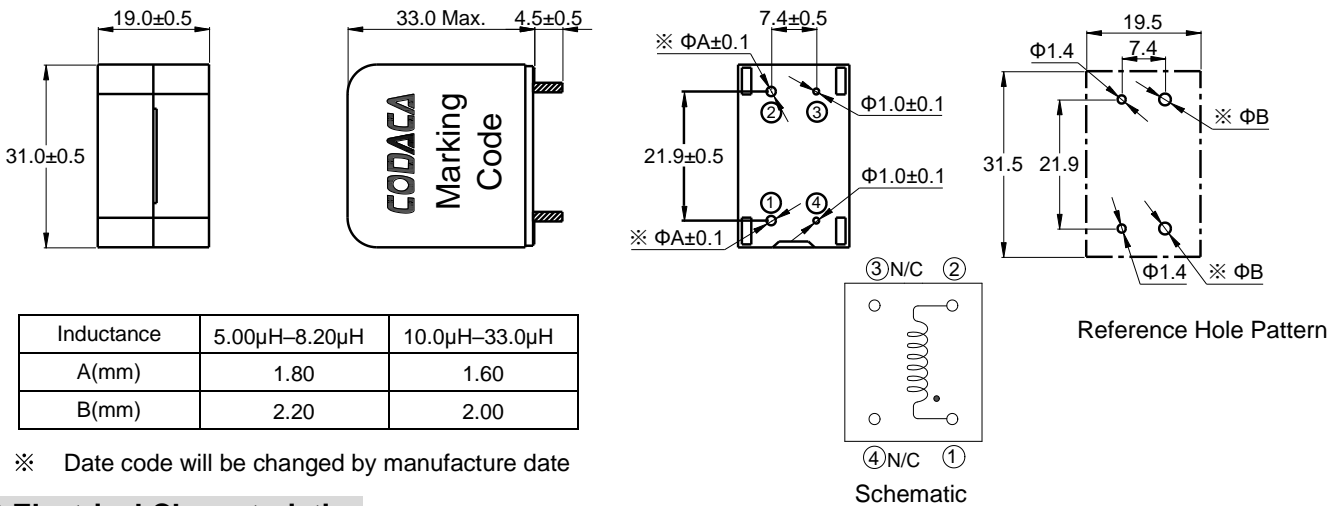 19.0±0.5
31.0±0.5
33.0 Max.
4.5±0.5
CODACA
Marking
Code
7.4±0.5
※ ΦA±0.1
② ③
Φ1.0±0.1
21.9±0.5
Φ1.0±0.1
① ④
※ ΦA±0.1
19.5
7.4
Φ1.4
※ ΦB
31.5
21.9
Φ1.4
※ ΦB
Reference Hole Pattern
③N/C ②
④N/C ①
Schematic
Inductance 5.00µH–8.20µH 10.0µH–33.0µH
A(mm) 1.80 1.60
B(mm) 2.20 2.00
※ Date code will be changed by manufacture date